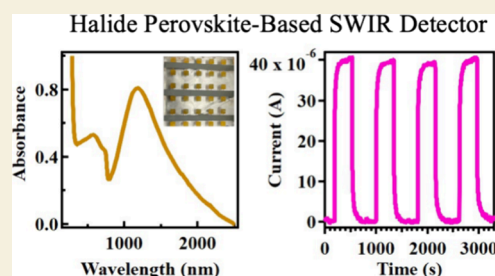 Halide Perovskite-Based SWIR Detector
Absorbance
0.8
0.4
0.0
1000
2000
Wavelength (nm)
Current (A)
40 x 10-6
30
20
10
0
0
1000
2000
3000
Time (s)